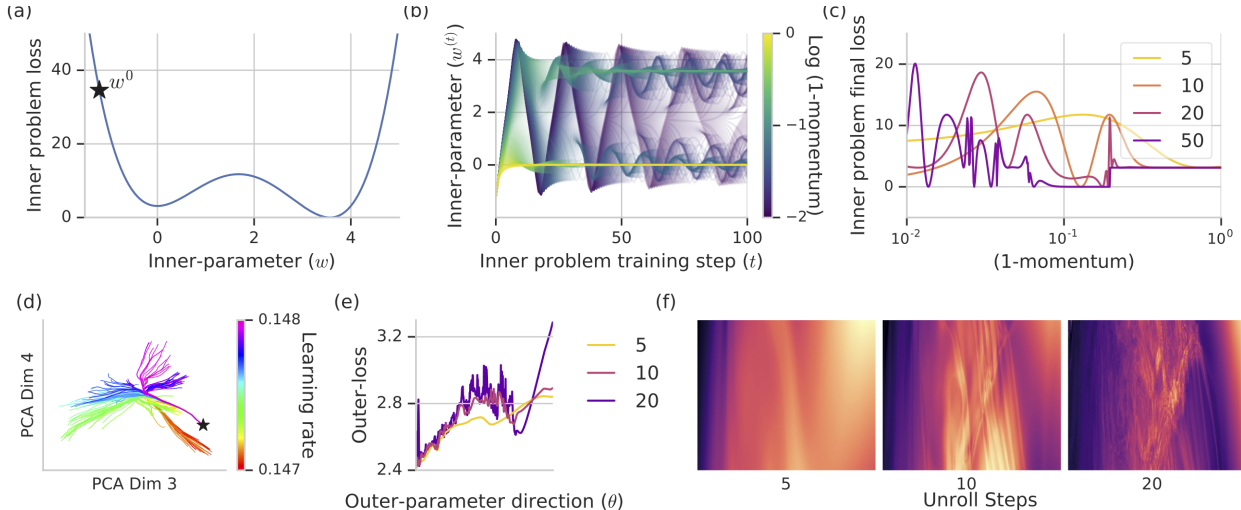 (a)
Inner problem loss
40
20
0
w⁰
0
2
4
Inner-parameter (w)
(b)
Inner-parameter (w⁽ᵗ⁾)
4
2
0
0
50
100
Inner problem training step (t)
0
−1
−2
Log (1-momentum)
(c)
Inner problem final loss
20
10
0
5
10
20
50
10⁻²
10⁻¹
10⁰
(1-momentum)
(d)
PCA Dim 4
PCA Dim 3
0.148
0.147
Learning rate
(e)
Outer-loss
3.2
2.8
2.4
5
10
20
Outer-parameter direction (θ)
(f)
5
10
20
Unroll Steps